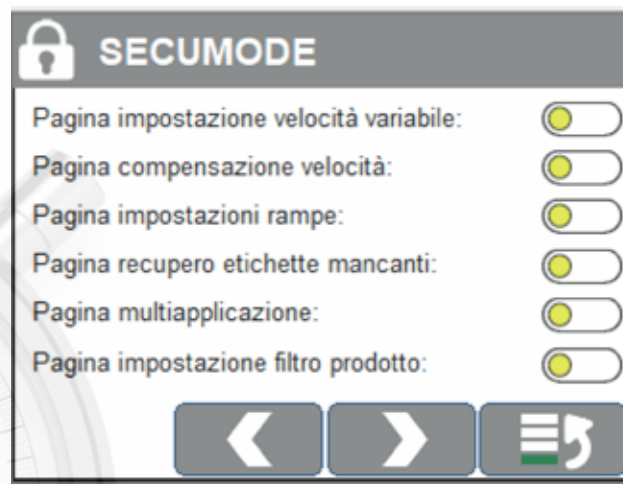 SECUMODE
Pagina impostazione velocità variabile:
Pagina compensazione velocità:
Pagina impostazioni rampe:
Pagina recupero etichette mancanti:
Pagina multiapplicazione:
Pagina impostazione filtro prodotto: